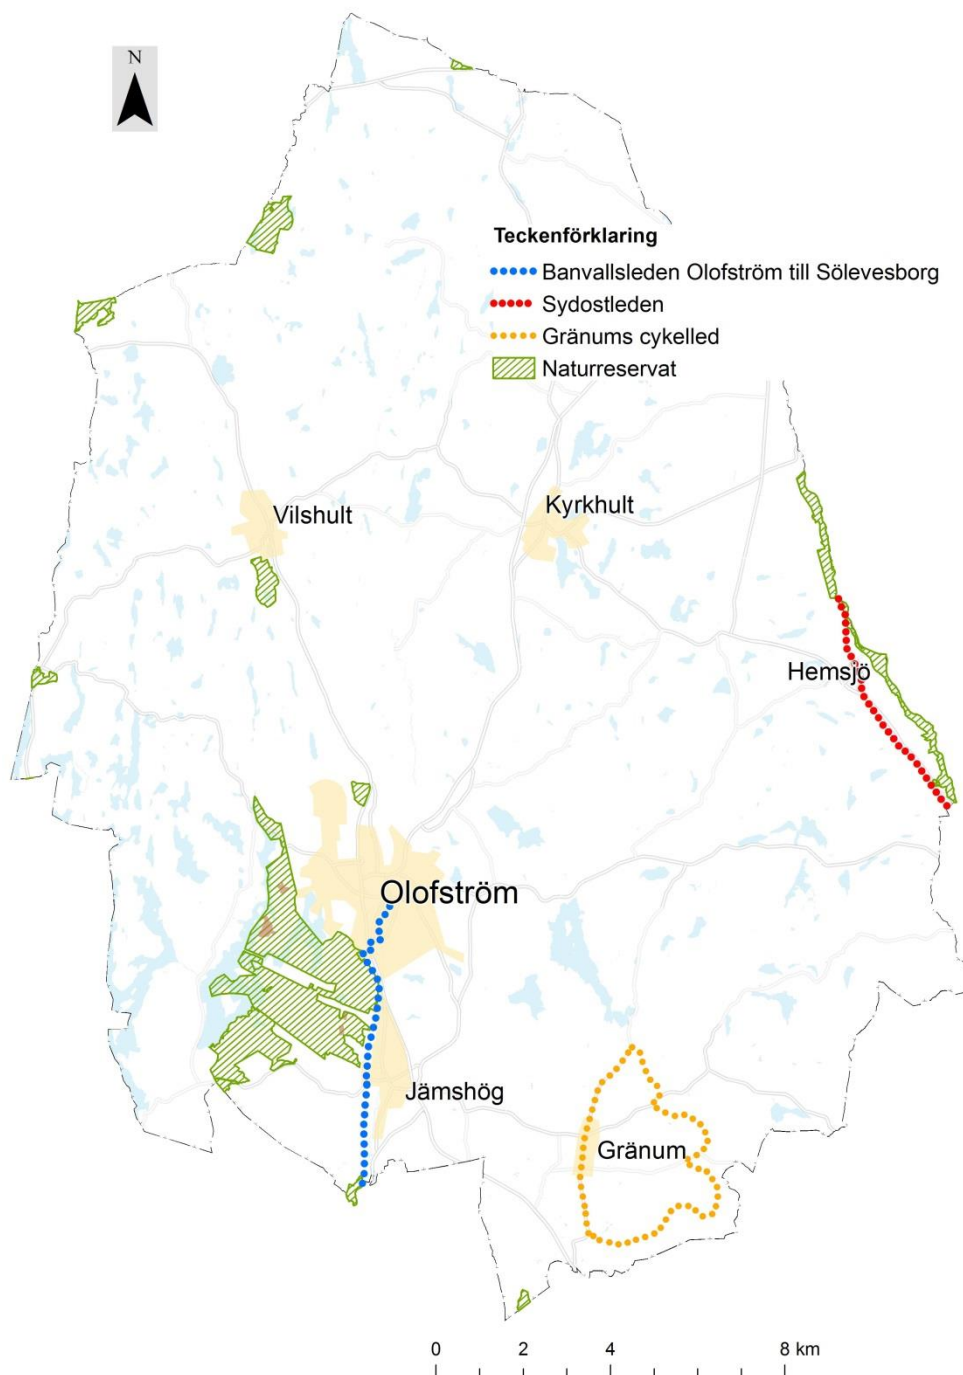 N
Teckenförklaring
Banvallsleden Olofström till Sölevesborg
Sydostleden
Gränums cykelled
Naturreservat
Vilshult
Kyrkhult
Hemsjö
Olofström
Jämshög
Gränum
0 2 4 8 km